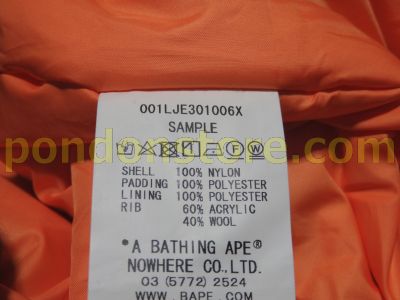 001LJE301006X
SAMPLE
pondonstore.com
SHELL 100% NYLON
PADDING 100% POLYESTER
LINING 100% POLYESTER
RIB 60% ACRYLIC
40% WOOL
*A BATHING APE®
NOWHERE CO., LTD.
03 (5772) 2524
WWW. BAPE. COM